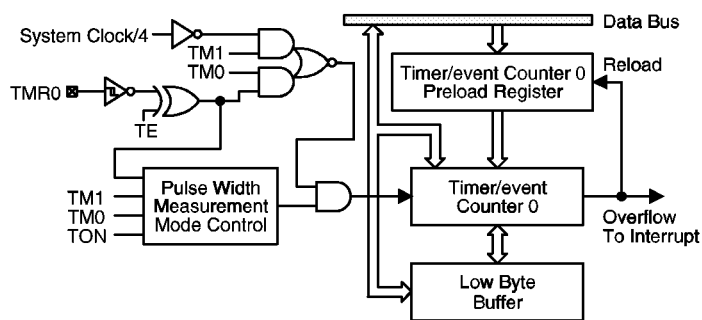 Data Bus
System Clock/4
TM1
TM0
TMR0
TE
Timer/event Counter 0
Preload Register
Reload
TM1
TM0
TON
Pulse Width
Measurement
Mode Control
Timer/event
Counter 0
Overflow
To Interrupt
Low Byte
Buffer